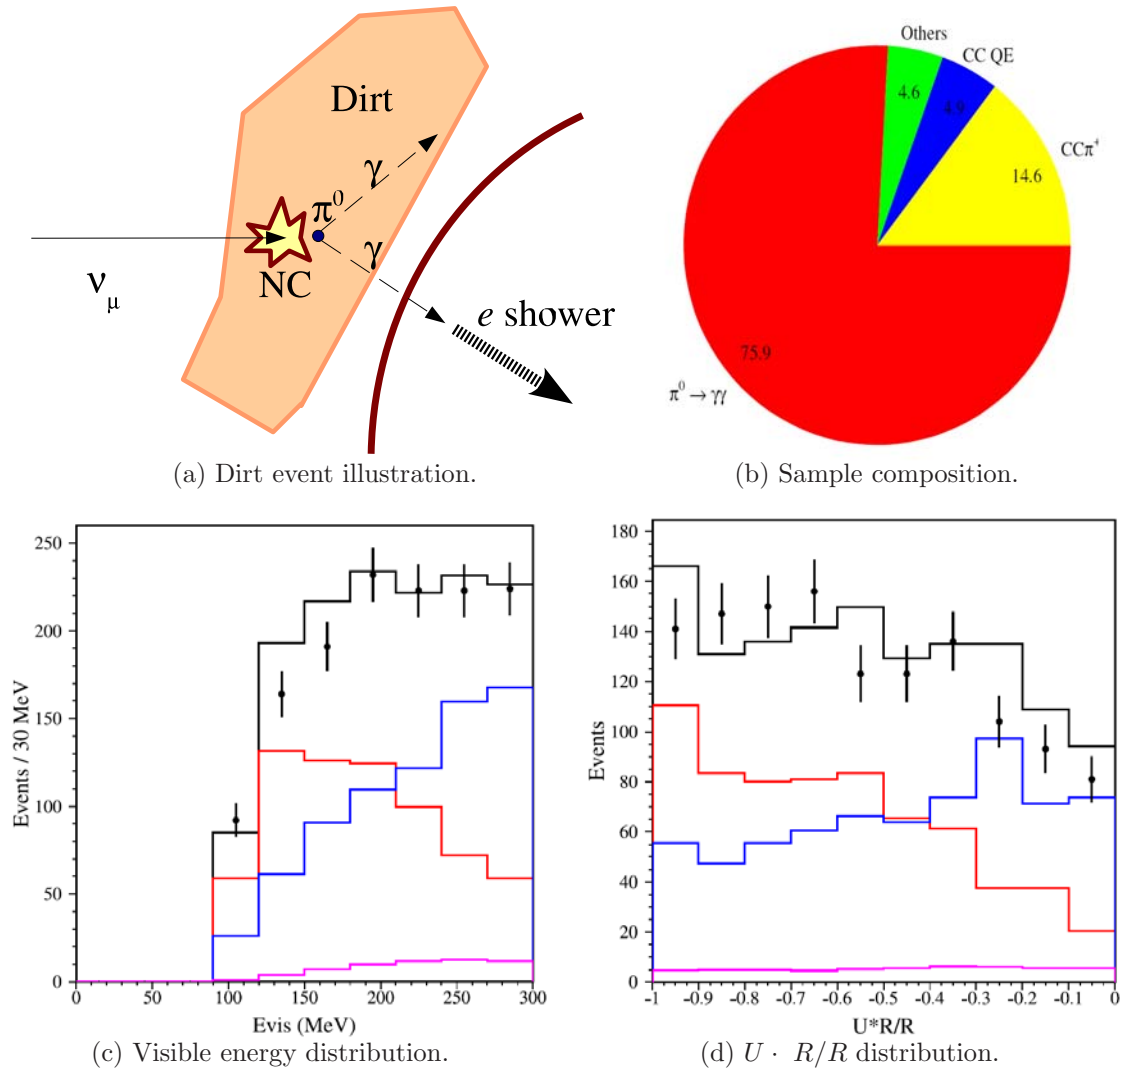 Dirt
γ
π⁰
γ
NC
ν_μ
e shower
(a) Dirt event illustration.
Others
CC QE
4.6
4.9
CCπ⁺
14.6
75.9
π⁰ → γγ
(b) Sample composition.
Events / 30 MeV
250
200
150
100
50
0
0 50 100 150 200 250 300
Evis (MeV)
(c) Visible energy distribution.
Events
180
160
140
120
100
80
60
40
20
0
-1 -0.9 -0.8 -0.7 -0.6 -0.5 -0.4 -0.3 -0.2 -0.1 0
U*R/R
(d) U · R/R distribution.